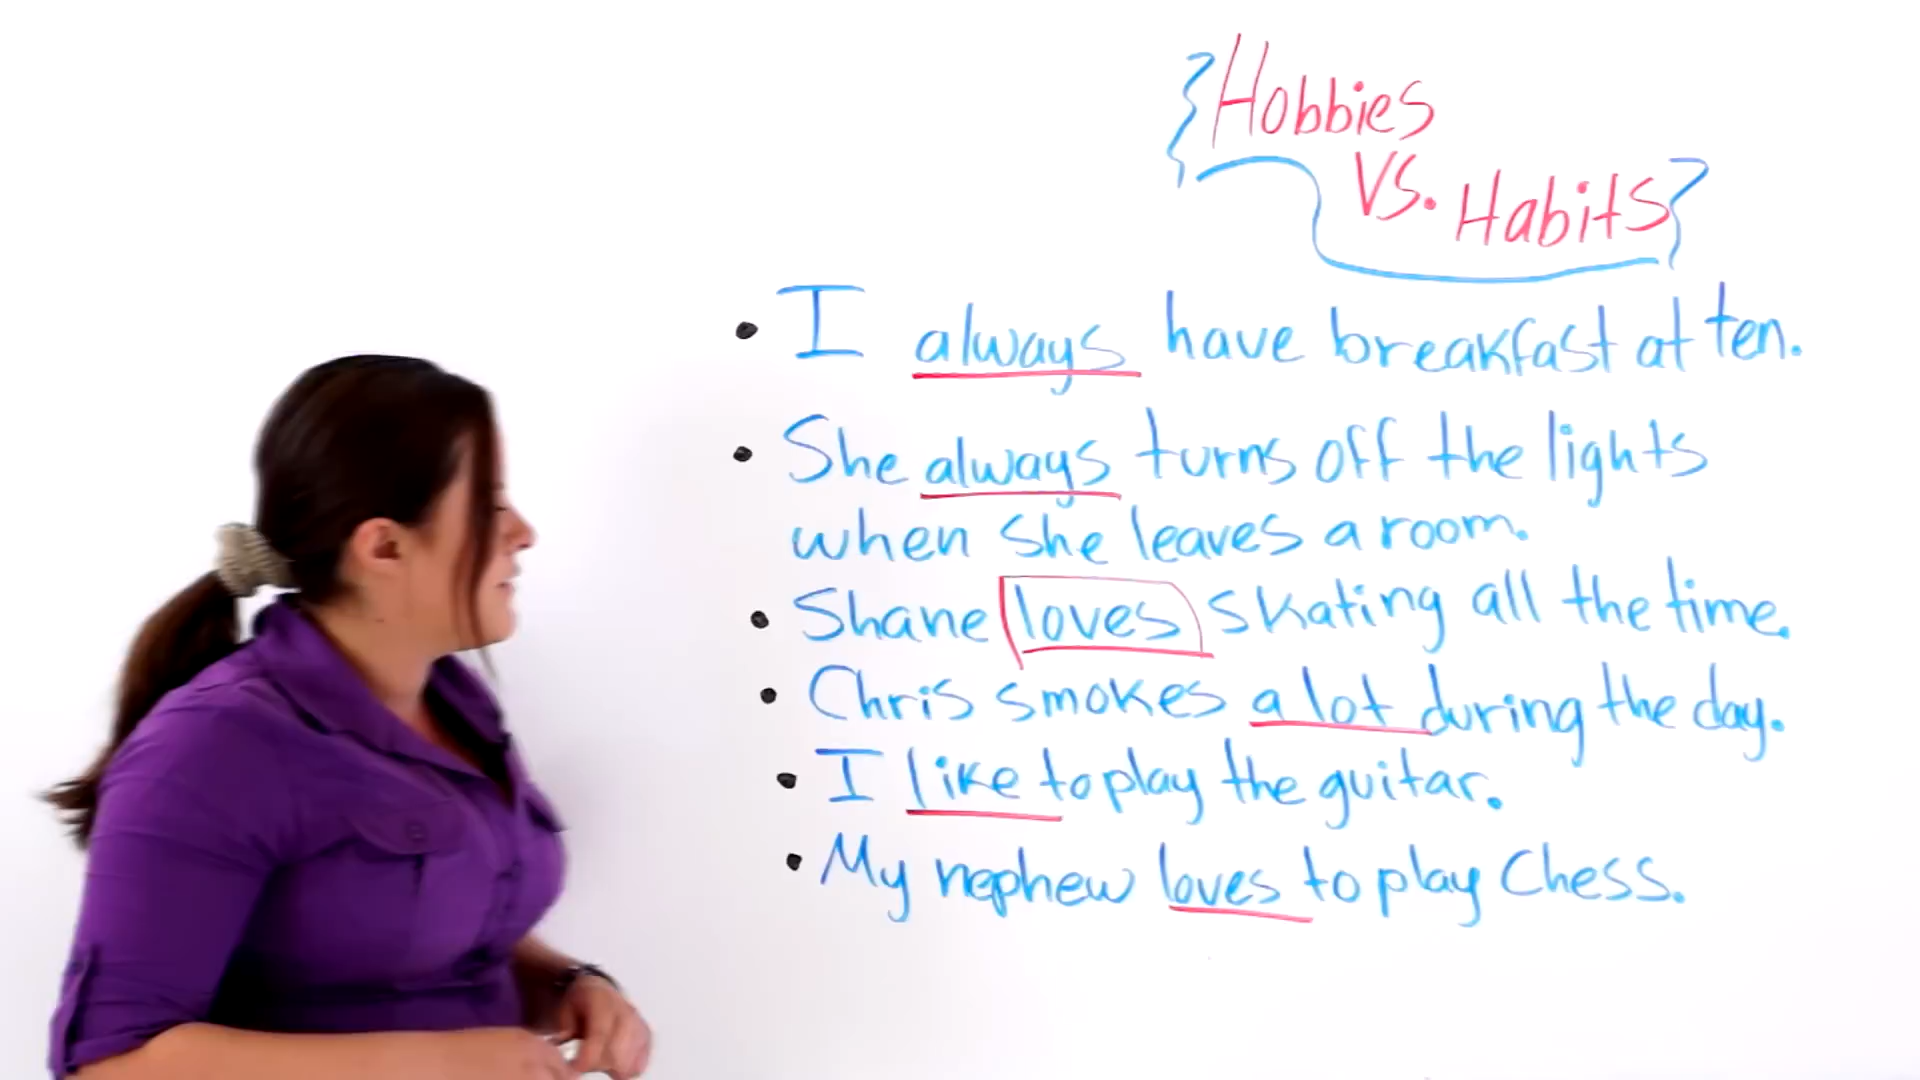 Hobbies
VS. Habits
• I always have breakfast at ten.
• She always turns off the lights
when she leaves a room.
• Shane loves skating all the time.
• Chris smokes a lot during the day.
• I like to play the guitar.
• My nephew loves to play Chess.